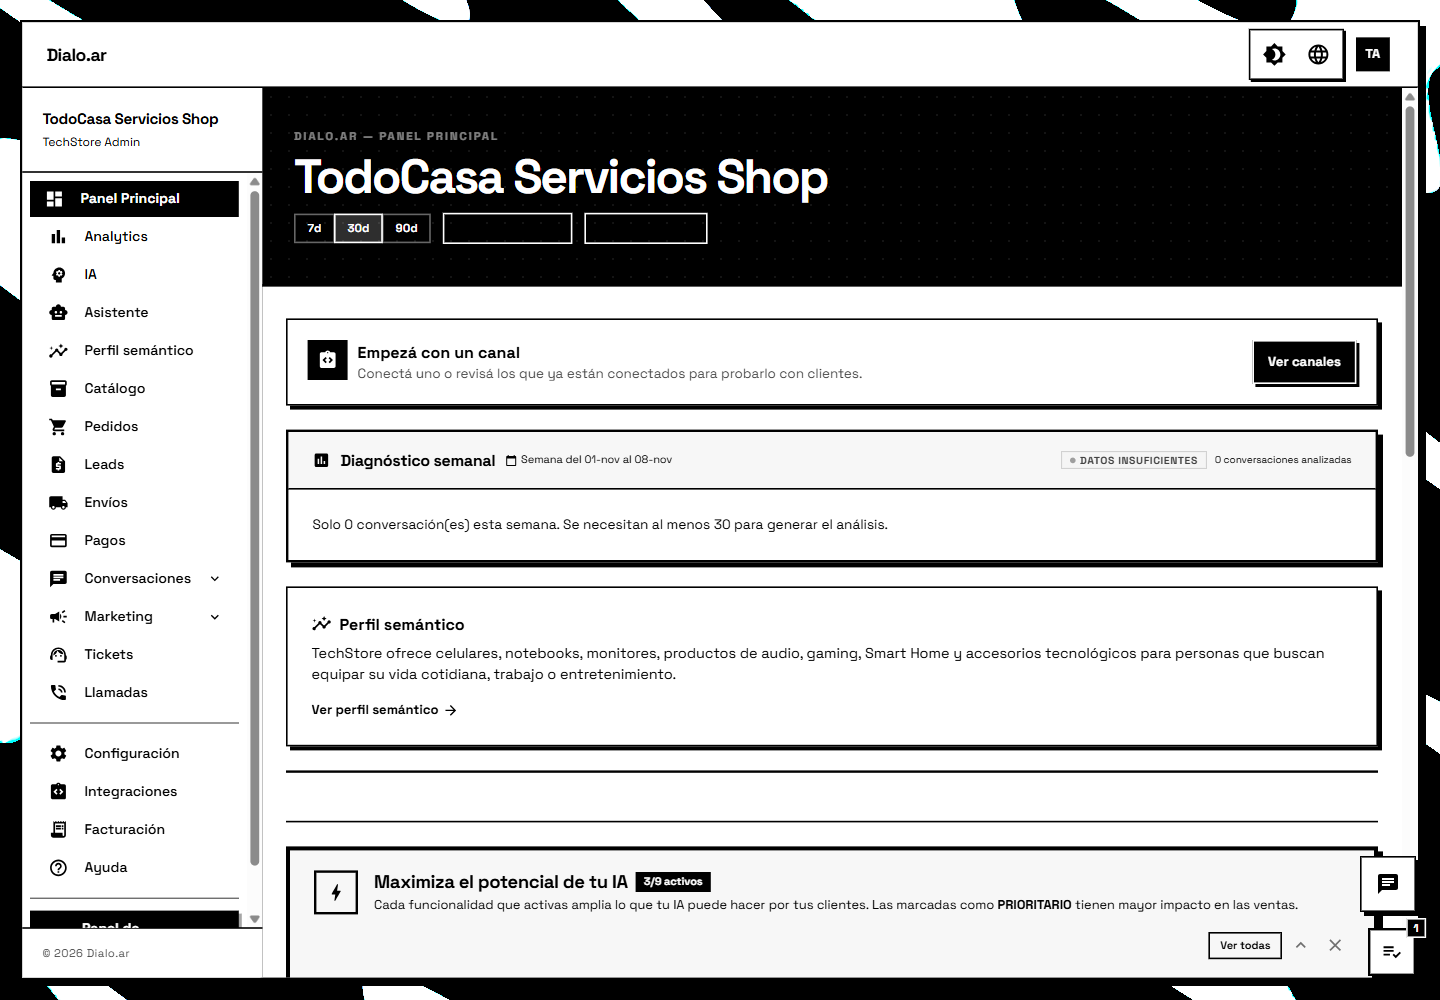 Dialo.ar
TA
TodoCasa Servicios Shop
TechStore Admin
Panel Principal
Analytics
IA
Asistente
Perfil semántico
Catálogo
Pedidos
Leads
Envíos
Pagos
Conversaciones
Marketing
Tickets
Llamadas
Configuración
Integraciones
Facturación
Ayuda
© 2026 Dialo.ar
DIALO.AR — PANEL PRINCIPAL
TodoCasa Servicios Shop
7d 30d 90d
Empezá con un canal
Conectá uno o revisá los que ya están conectados para probarlo con clientes.
Ver canales
Diagnóstico semanal Semana del 01-nov al 08-nov
DATOS INSUFICIENTES 0 conversaciones analizadas
Solo 0 conversación(es) esta semana. Se necesitan al menos 30 para generar el análisis.
Perfil semántico
TechStore ofrece celulares, notebooks, monitores, productos de audio, gaming, Smart Home y accesorios tecnológicos para personas que buscan
equipar su vida cotidiana, trabajo o entretenimiento.
Ver perfil semántico →
Maximiza el potencial de tu IA 3/9 activos
Cada funcionalidad que activas amplia lo que tu IA puede hacer por tus clientes. Las marcadas como PRIORITARIO tienen mayor impacto en las ventas.
Ver todas
1